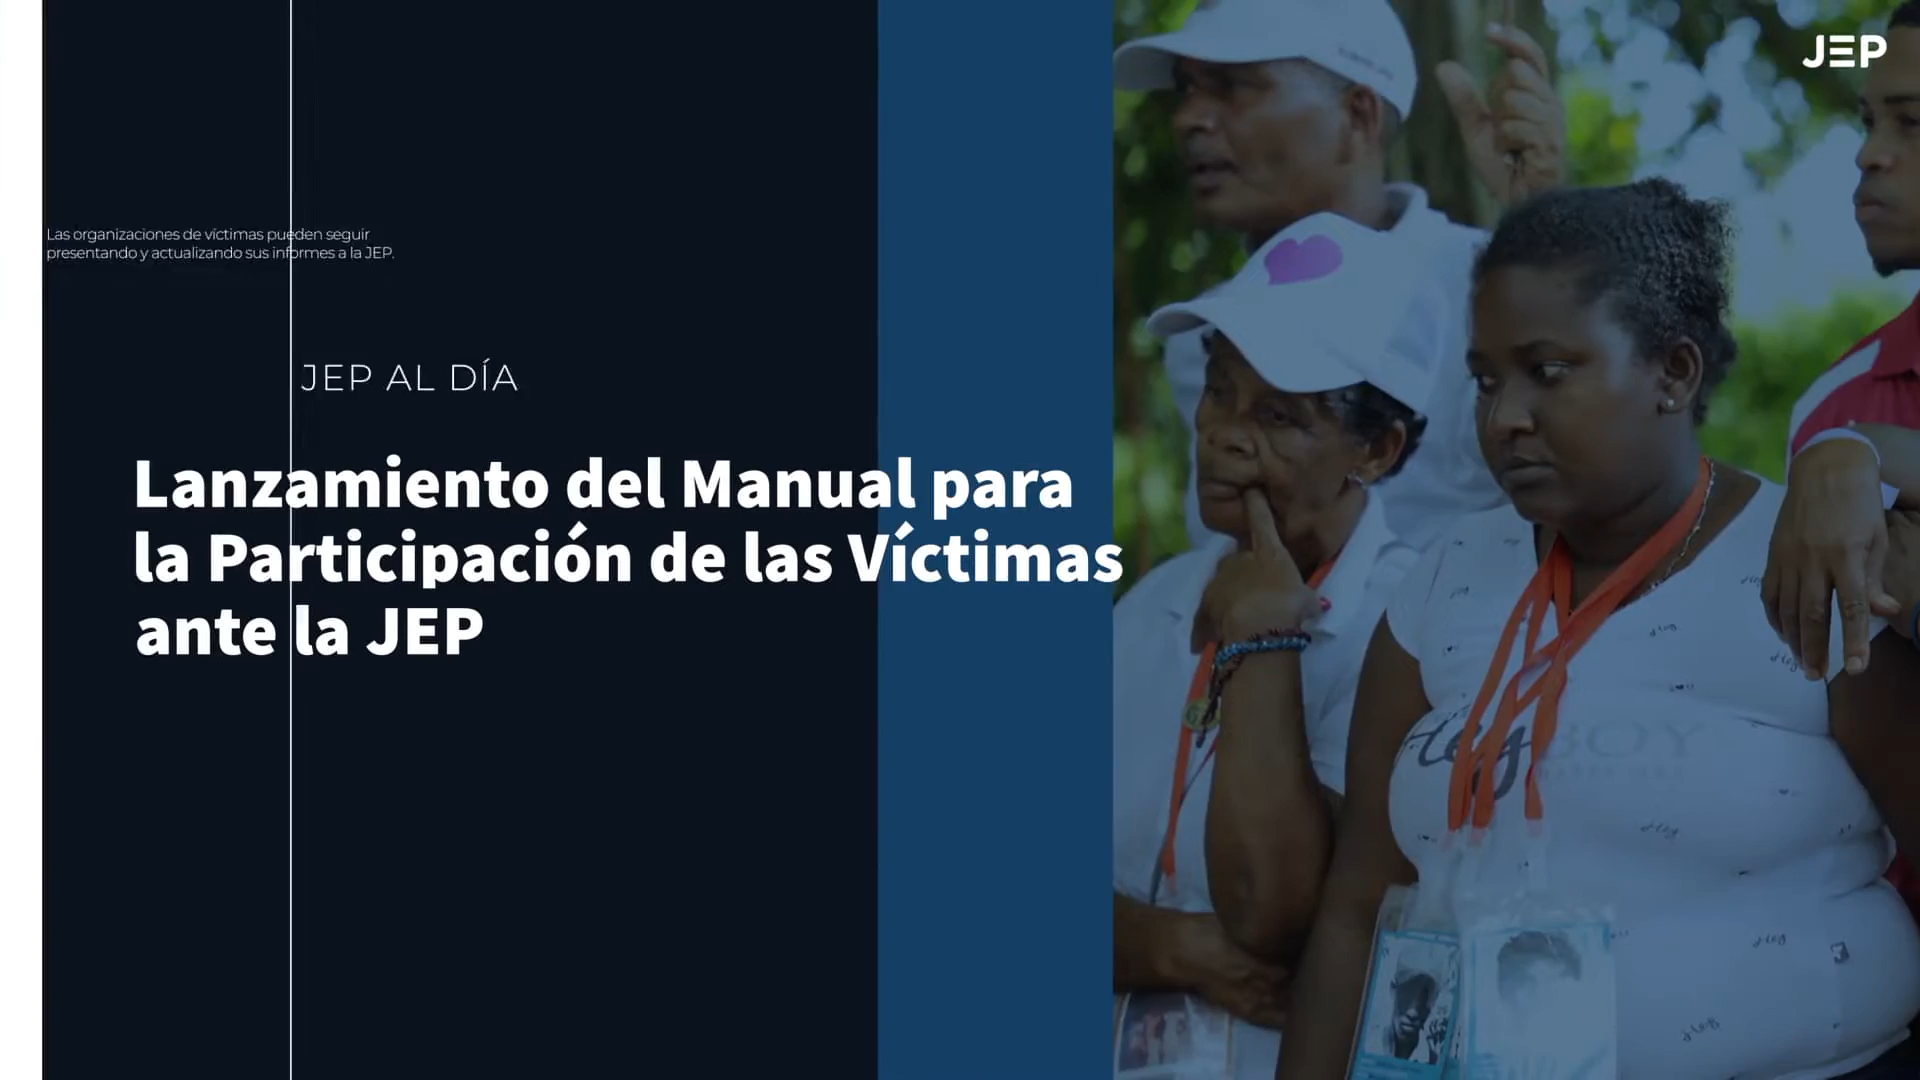 JEP
Las organizaciones de víctimas pueden seguir
presentando y actualizando sus informes a la JEP.
JEP AL DÍA
Lanzamiento del Manual para
la Participación de las Víctimas
ante la JEP